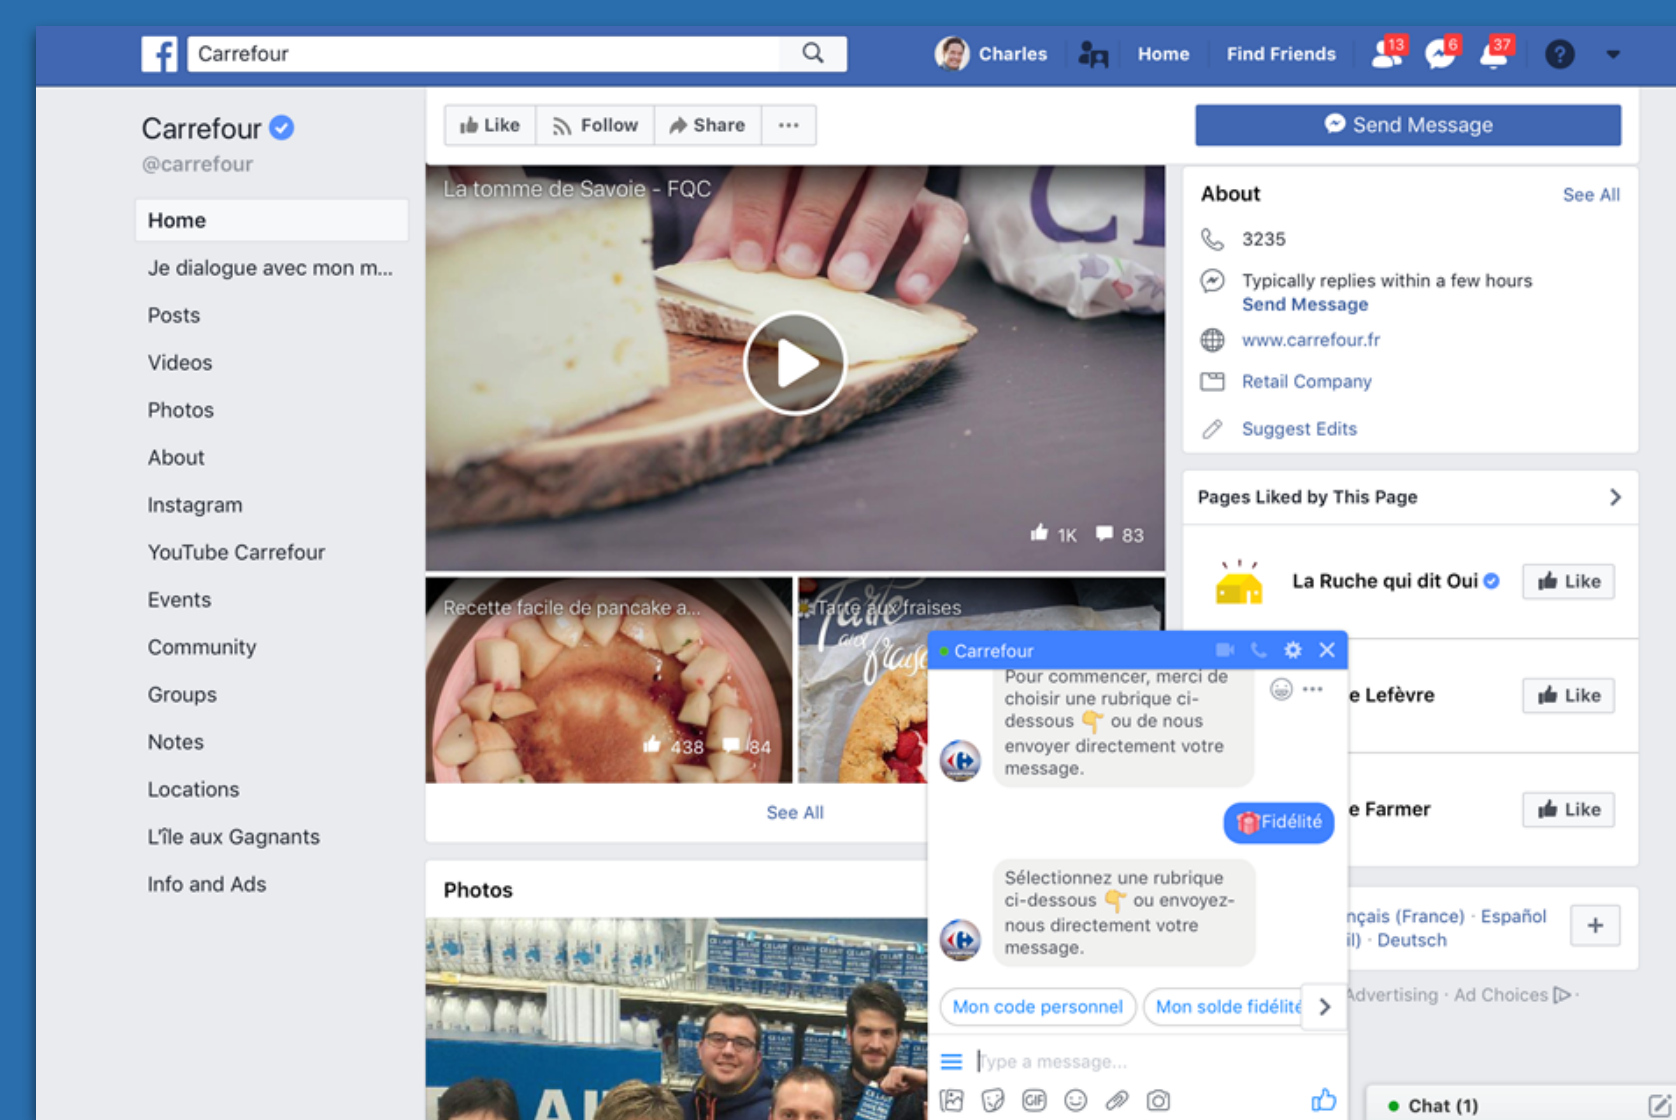 Carrefour
Charles
Home
Find Friends
13
6
37
?
Carrefour
@carrefour
Home
Je dialogue avec mon m...
Posts
Videos
Photos
About
Instagram
YouTube Carrefour
Events
Community
Groups
Notes
Locations
L'île aux Gagnants
Info and Ads
Like
Follow
Share
Send Message
La tomme de Savoie - FQC
1K
83
Recette facile de pancake a...
438
84
Tarte aux fraises
Tarte
aux
See All
Photos
About
See All
3235
Typically replies within a few hours
Send Message
www.carrefour.fr
Retail Company
Suggest Edits
Pages Liked by This Page
La Ruche qui dit Oui
Like
e Lefèvre
Like
e Farmer
Like
nçais (France) · Español
il) · Deutsch
Advertising · Ad Choices
Carrefour
Pour commencer, merci de
choisir une rubrique ci-
dessous 👇 ou de nous
envoyer directement votre
message.
🎁Fidélité
Sélectionnez une rubrique
ci-dessous 👇 ou envoyez-
nous directement votre
message.
Mon code personnel
Mon solde fidélité
Type a message...
GIF
Chat (1)